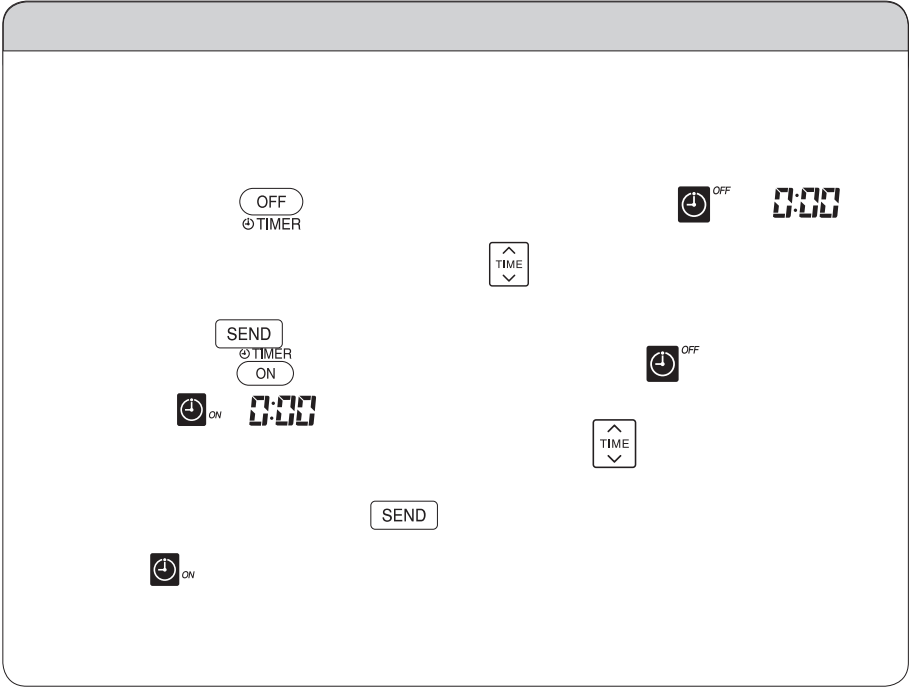 OFF OFF 0:00
TIMER
TIME
SEND
TIMER OFF
ON
ON 0:00
TIME
SEND
ON